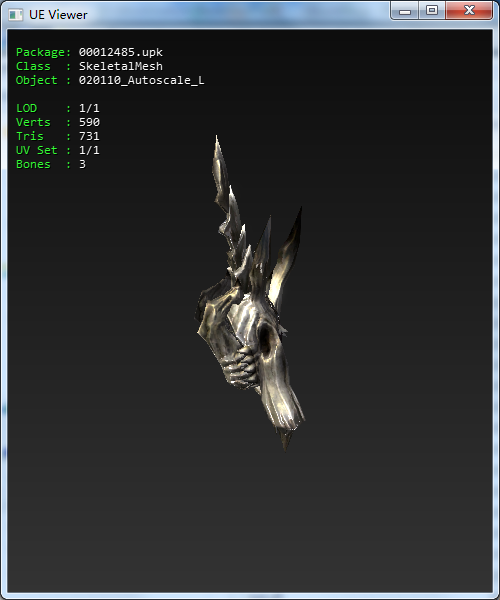 UE Viewer
Package: 00012485.upk
Class : SkeletalMesh
Object : 020110_Autoscale_L
LOD : 1/1
Verts : 590
Tris : 731
UV Set : 1/1
Bones : 3